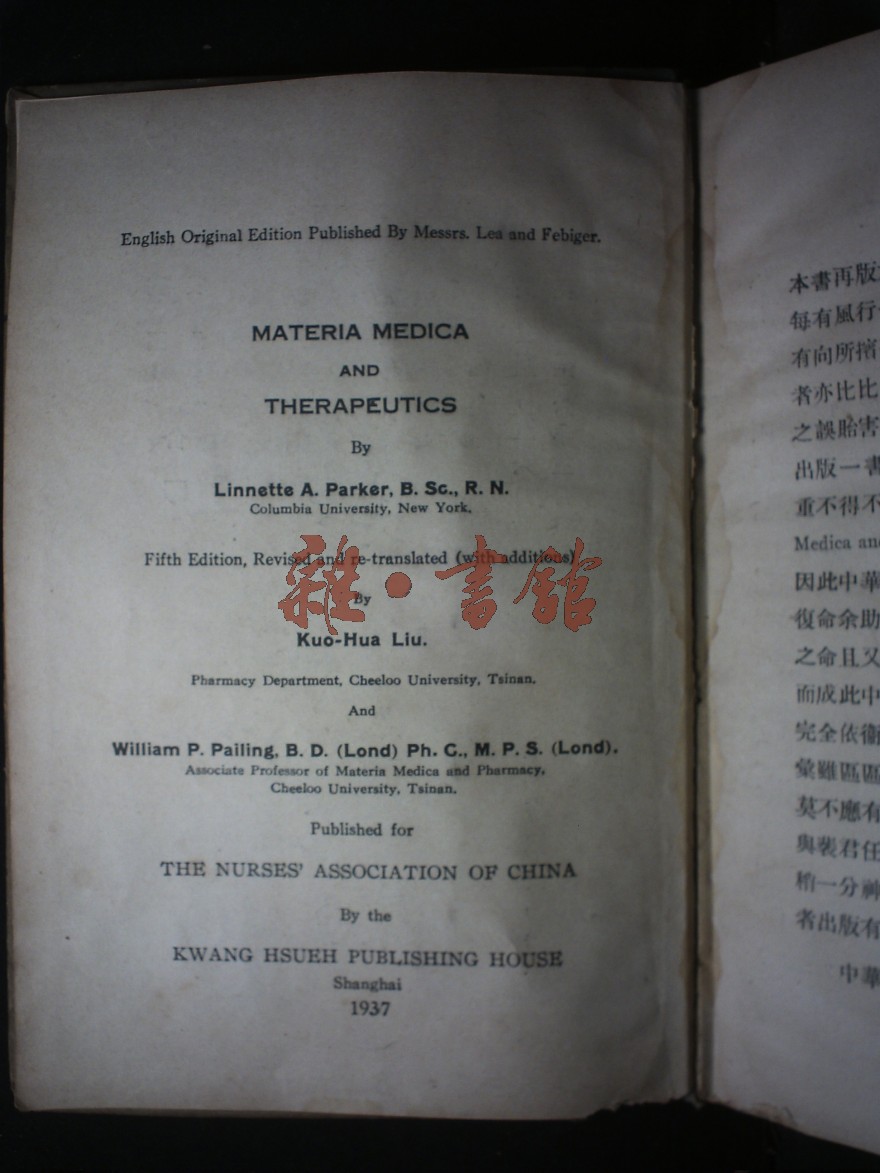 English Original Edition Published By Messrs. Lea and Febiger.
MATERIA MEDICA
AND
THERAPEUTICS
By
Linnette A. Parker, B. Sc., R. N.
Columbia University, New York.
Fifth Edition, Revised and re-translated (with additions)
By
Kuo-Hua Liu.
Pharmacy Department, Cheeloo University, Tsinan.
And
William P. Pailing, B. D. (Lond) Ph. C., M. P. S. (Lond).
Associate Professor of Materia Medica and Pharmacy,
Cheeloo University, Tsinan.
Published for
THE NURSES' ASSOCIATION OF CHINA
By the
KWANG HSUEH PUBLISHING HOUSE
Shanghai
1937
雜·書館
本書再版
每有風行
有向所擯
者亦比比
之誤貽害
出版一書
重不得不
Medica and
因此中華
復命余助
之命且又
而成此中
完全依衛
彙雖區區
莫不應有
與裴君任
稍一分神
者出版有
中華